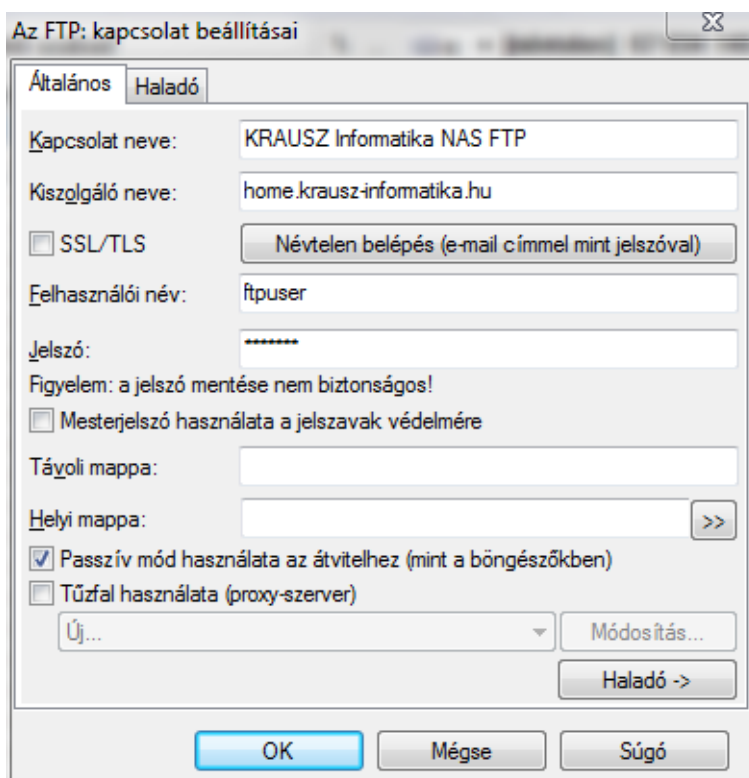 Az FTP: kapcsolat beállításai
Általános Haladó
Kapcsolat neve: KRAUSZ Informatika NAS FTP
Kiszolgáló neve: home.krausz-informatika.hu
SSL/TLS Névtelen belépés (e-mail címmel mint jelszóval)
Felhasználói név: ftpuser
Jelszó: *******
Figyelem: a jelszó mentése nem biztonságos!
Mesterjelszó használata a jelszavak védelmére
Távoli mappa:
Helyi mappa: >>
Passzív mód használata az átvitelhez (mint a böngészőkben)
Tűzfal használata (proxy-szerver)
Új... Módosítás...
Haladó ->
OK Mégse Súgó